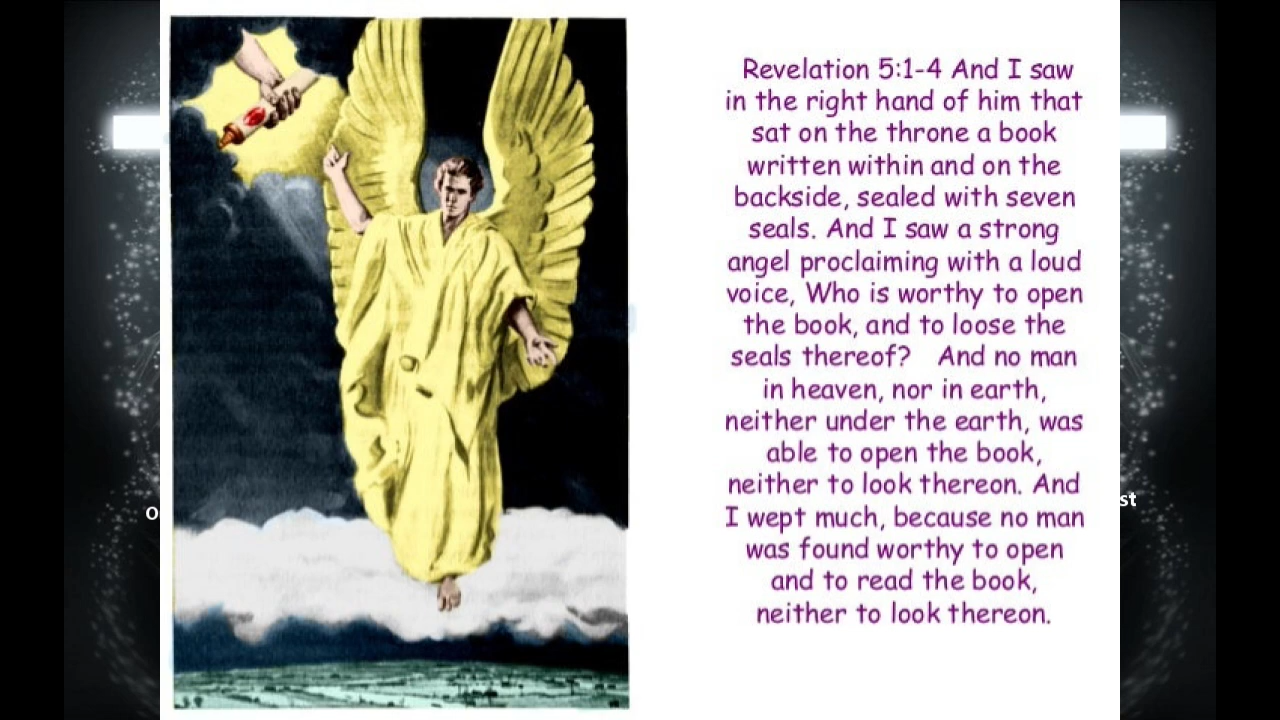 Revelation 5:1-4 And I saw
in the right hand of him that
sat on the throne a book
written within and on the
backside, sealed with seven
seals. And I saw a strong
angel proclaiming with a loud
voice, Who is worthy to open
the book, and to loose the
seals thereof? And no man
in heaven, nor in earth,
neither under the earth, was
able to open the book,
neither to look thereon. And
I wept much, because no man
was found worthy to open
and to read the book,
neither to look thereon.